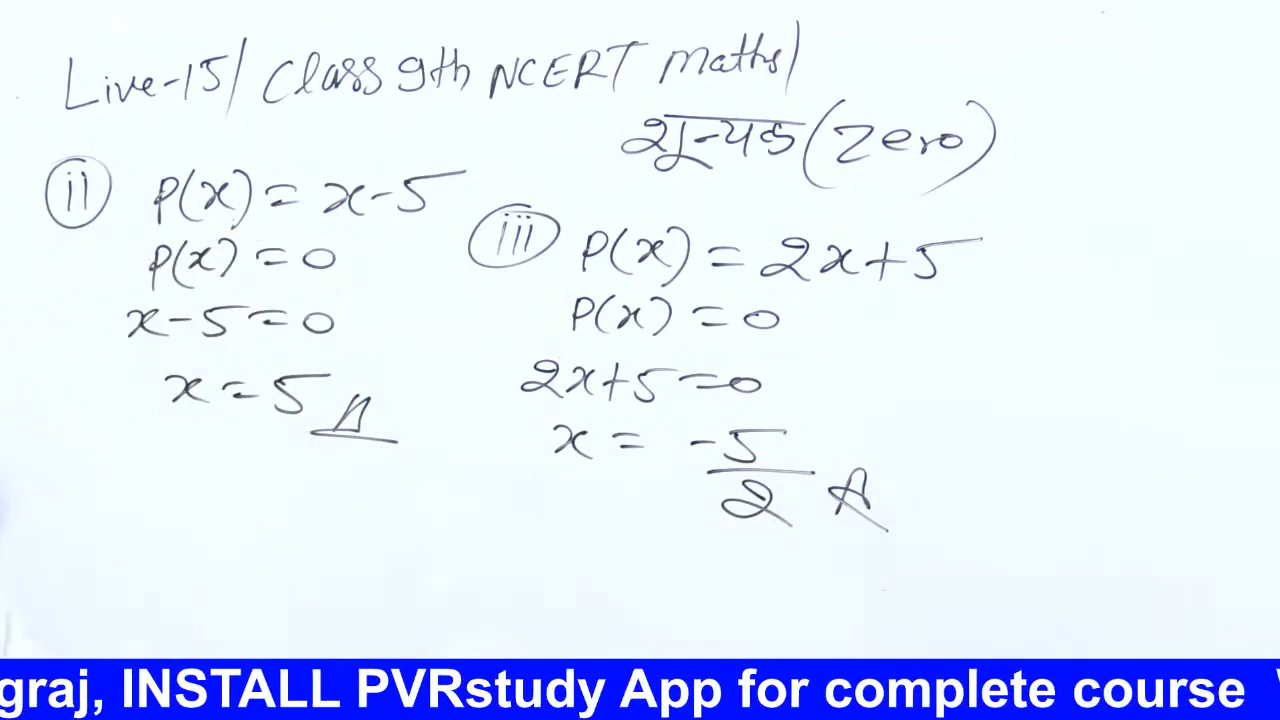 Live-15/ Class 9th NCERT Maths/
शून्यक (Zero)
(ii) P(x) = x-5
P(x) = 0
x-5=0
x = 5 A
(iii) P(x) = 2x+5
P(x) = 0
2x+5=0
x = -5/2 A
graj, INSTALL PVRstudy App for complete course